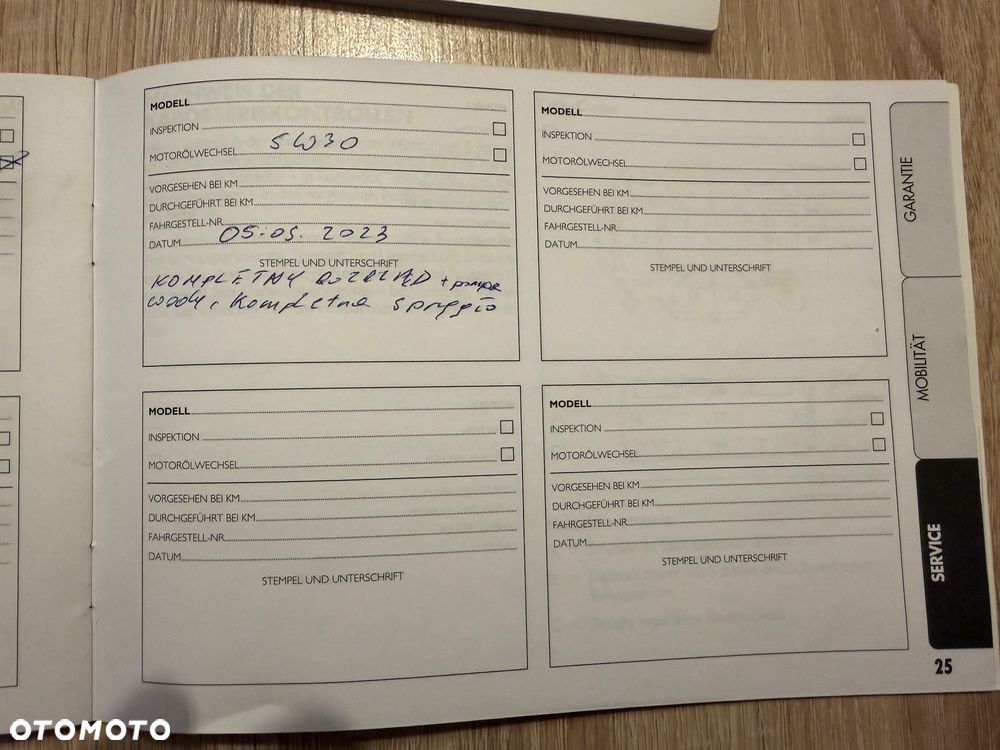 MODELL
INSPEKTION
MOTORÖLWECHSEL 5W30
VORGESEHEN BEI KM
DURCHGEFÜHRT BEI KM
FAHRGESTELL-NR.
DATUM 05.05.2023
STEMPEL UND UNTERSCHRIFT
KOMPLETNY ROZRZĄD + pompa
wody, Kompletne sprzęgło
MODELL
INSPEKTION
MOTORÖLWECHSEL
VORGESEHEN BEI KM
DURCHGEFÜHRT BEI KM
FAHRGESTELL-NR.
DATUM
STEMPEL UND UNTERSCHRIFT
MODELL
INSPEKTION
MOTORÖLWECHSEL
VORGESEHEN BEI KM
DURCHGEFÜHRT BEI KM
FAHRGESTELL-NR.
DATUM
STEMPEL UND UNTERSCHRIFT
MODELL
INSPEKTION
MOTORÖLWECHSEL
VORGESEHEN BEI KM
DURCHGEFÜHRT BEI KM
FAHRGESTELL-NR.
DATUM
STEMPEL UND UNTERSCHRIFT
GARANTIE
MOBILITÄT
SERVICE
25
OTOMOTO